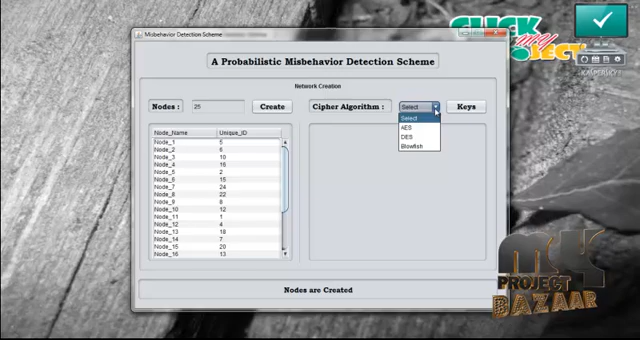 CLICK
my
Misbehavior Detection Scheme
A Probabilistic Misbehavior Detection Scheme
Network Creation
Nodes : 25 Create Cipher Algorithm : Select Keys
Select
AES
DES
Blowfish
Node_Name Unique_ID
Node_1 5
Node_2 6
Node_3 10
Node_4 16
Node_5 2
Node_6 15
Node_7 24
Node_8 22
Node_9 8
Node_10 12
Node_11 1
Node_12 4
Node_13 18
Node_14 7
Node_15 20
Node_16 13
Nodes are Created
MK
PROJECT
BAZAAR